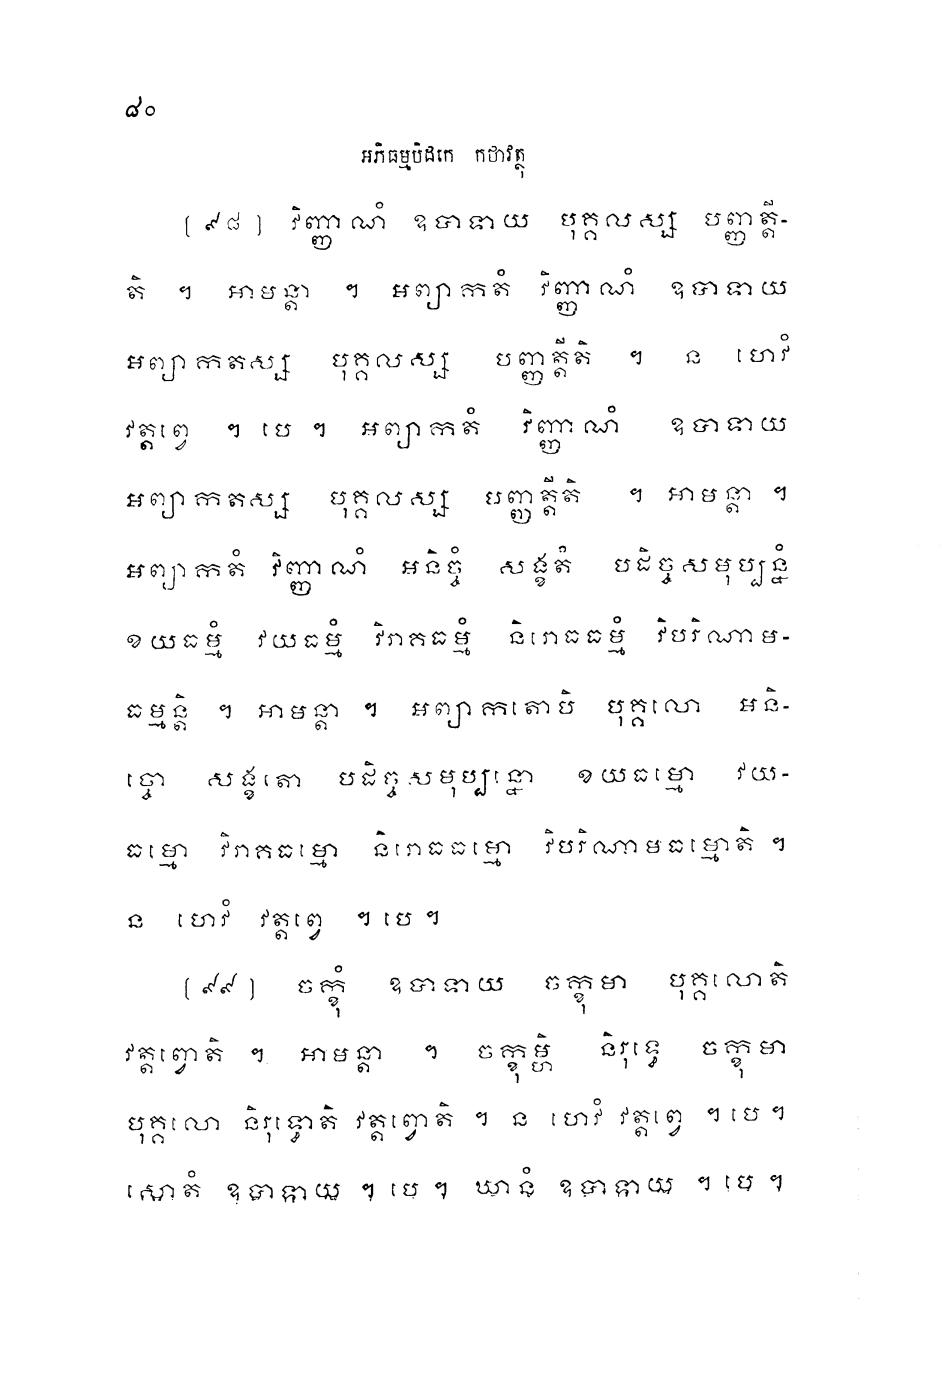 ៨០
អភិធម្មបិដកេ កថាវត្ថុ
[ ៩៨ ] វិញ្ញាណំ ឧបាទាយ បុគ្គលស្ស បញ្ញត្តី-
តិ ។ អាមន្តា ។ អព្យាកតំ វិញ្ញាណំ ឧបាទាយ
អព្យាកតស្ស បុគ្គលស្ស បញ្ញត្តីតិ ។ ន ហេវំ
វត្តព្វេ ។ បេ ។ អព្យាកតំ វិញ្ញាណំ ឧបាទាយ
អព្យាកតស្ស បុគ្គលស្ស បញ្ញត្តីតិ ។ អាមន្តា ។
អព្យាកតំ វិញ្ញាណំ អនិច្ចំ សង្ខតំ បដិច្ចសមុប្បន្នំ
ខយធម្មំ វយធម្មំ វិរាគធម្មំ និរោធធម្មំ វិបរិណាម-
ធម្មន្តិ ។ អាមន្តា ។ អព្យាកតោបិ បុគ្គលោ អនិ-
ច្ចោ សង្ខតោ បដិច្ចសមុប្បន្នោ ខយធម្មោ វយ-
ធម្មោ វិរាគធម្មោ និរោធធម្មោ វិបរិណាមធម្មោតិ ។
ន ហេវំ វត្តព្វេ ។ បេ ។
[ ៩៩ ] ចក្ខុំ ឧបាទាយ ចក្ខុមា បុគ្គលោតិ
វត្តព្វោតិ ។ អាមន្តា ។ ចក្ខុម្ហិ និរុទ្ធេ ចក្ខុមា
បុគ្គលោ និរុទ្ធោតិ វត្តព្វោតិ ។ ន ហេវំ វត្តព្វេ ។ បេ ។
សោតំ ឧបាទាយ ។ បេ ។ ឃានំ ឧបាទាយ ។ បេ ។